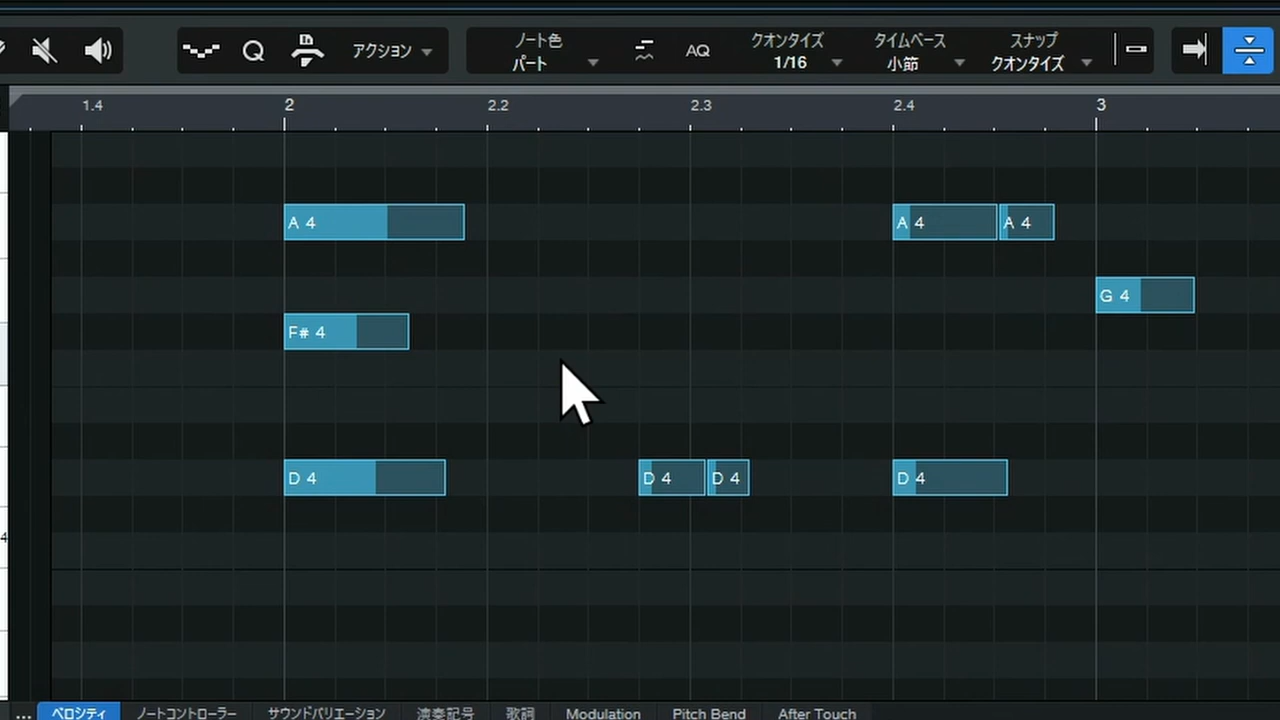 アクション
ノート色
パート
AQ
クオンタイズ
1/16
タイムベース
小節
スナップ
クオンタイズ
1.4 2 2.2 2.3 2.4 3
A 4 A 4 A 4
G 4
F# 4
D 4 D 4 D 4 D 4
4
... ベロシティ ノートコントローラー サウンドバリエーション 演奏記号 歌詞 Modulation Pitch Bend After Touch